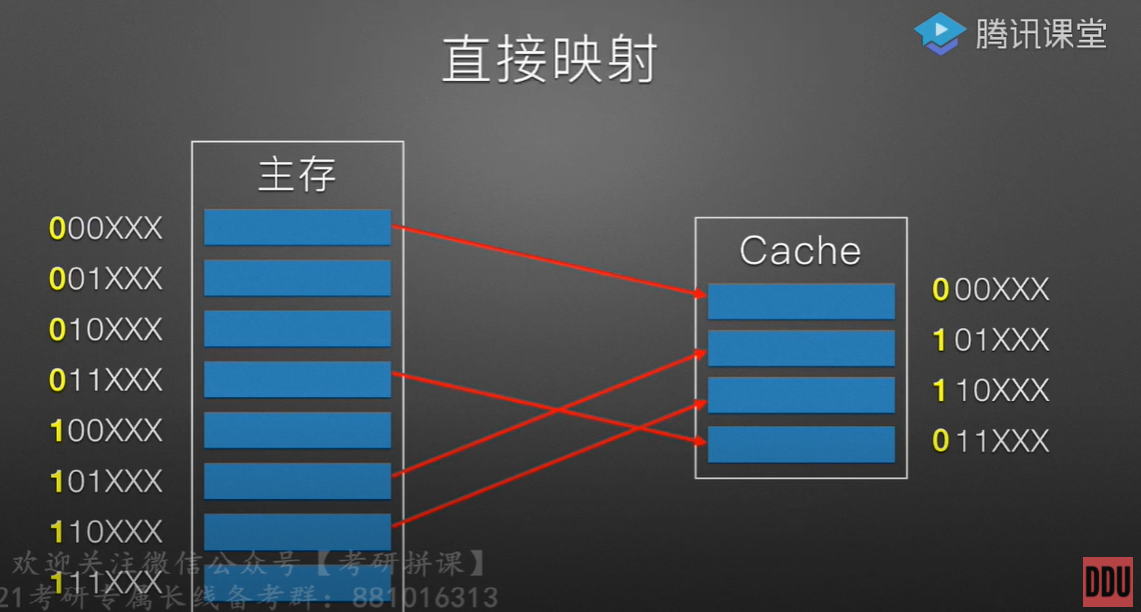 腾讯课堂
直接映射
主存
000XXX
001XXX
010XXX
011XXX
100XXX
101XXX
110XXX
111XXX
Cache
000XXX
101XXX
110XXX
011XXX
欢迎关注微信公众号【考研拼课】
21考研专属长线备考群：881016313
DDU